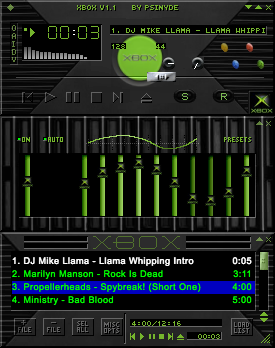 XBOX V1.1 BY PSINYDE
O
A
I
D
V
00:03
1. DJ MIKE LLAMA - LLAMA WHIPPI
128 44
XBOX
S R
ON AUTO PRESETS
XBOX
1. DJ Mike Llama - Llama Whipping Intro 0:05
2. Marilyn Manson - Rock Is Dead 3:11
3. Propellerheads - Spybreak! (Short One) 4:00
4. Ministry - Bad Blood 5:00
+ FILE - FILE SEL ALL MISC OPTS 4:00/12:16 LOAD LIST
00:03